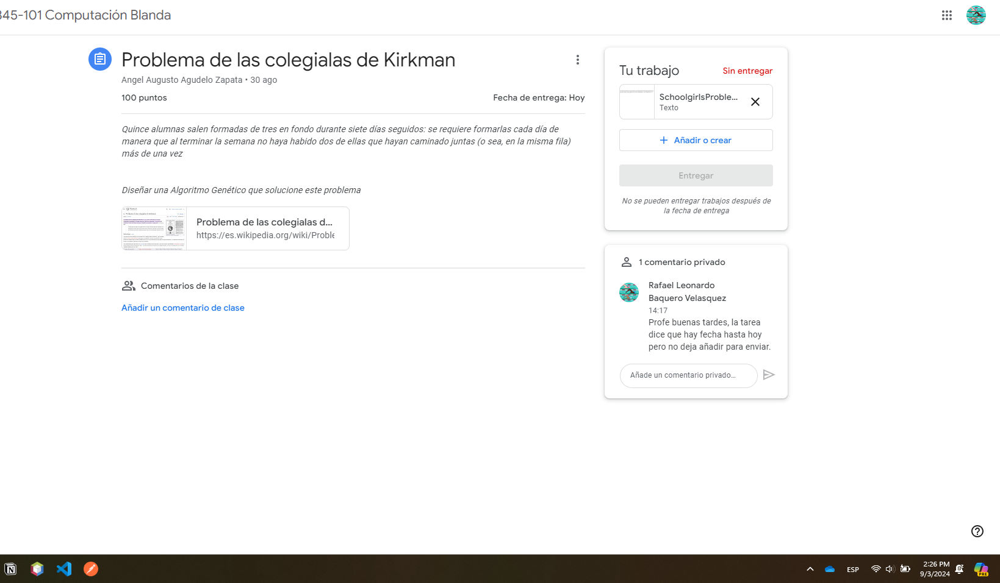 345-101 Computación Blanda
Problema de las colegialas de Kirkman
Angel Augusto Agudelo Zapata • 30 ago
100 puntos
Fecha de entrega: Hoy
Quince alumnas salen formadas de tres en fondo durante siete días seguidos: se requiere formarlas cada día de
manera que al terminar la semana no haya habido dos de ellas que hayan caminado juntas (o sea, en la misma fila)
más de una vez
Diseñar una Algoritmo Genético que solucione este problema
Problema de las colegialas d...
https://es.wikipedia.org/wiki/Proble
Comentarios de la clase
Añadir un comentario de clase
Tu trabajo
Sin entregar
SchoolgirlsProble...
Texto
Añadir o crear
Entregar
No se pueden entregar trabajos después de
la fecha de entrega
1 comentario privado
Rafael Leonardo
Baquero Velasquez
14:17
Profe buenas tardes, la tarea
dice que hay fecha hasta hoy
pero no deja añadir para enviar.
Añade un comentario privado...
ESP
2:26 PM
9/3/2024
PRE